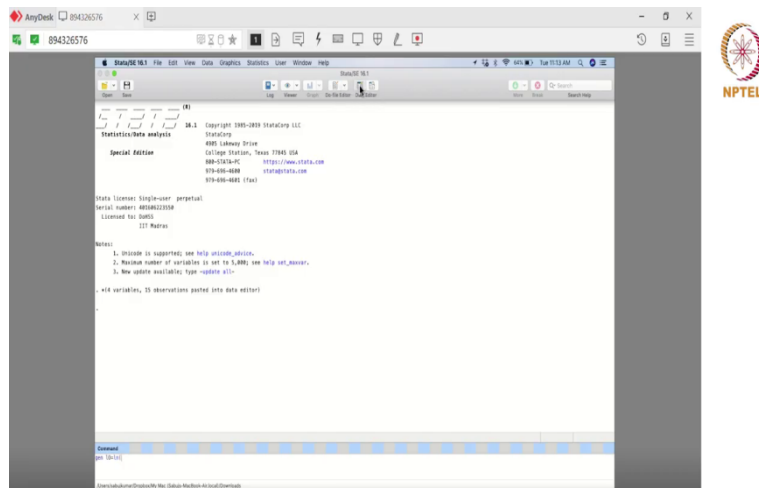 AnyDesk 894326576
894326576
NPTEL
Stata/SE 16.1 File Edit View Data Graphics Statistics User Window Help
64% Tue 11:13 AM
Stata/SE 16.1
Open Save Log Viewer Graph Do-file Editor Data Editor More Break Search Help
Search
(R)
16.1 Copyright 1985-2019 StataCorp LLC
Statistics/Data analysis StataCorp
4905 Lakeway Drive
Special Edition College Station, Texas 77845 USA
800-STATA-PC https://www.stata.com
979-696-4600 stata@stata.com
979-696-4601 (fax)
Stata license: Single-user perpetual
Serial number: 401606223550
Licensed to: DoHSS
IIT Madras
Notes:
1. Unicode is supported; see help unicode_advice.
2. Maximum number of variables is set to 5,000; see help set_maxvar.
3. New update available; type -update all-
. *(4 variables, 15 observations pasted into data editor)
.
Command